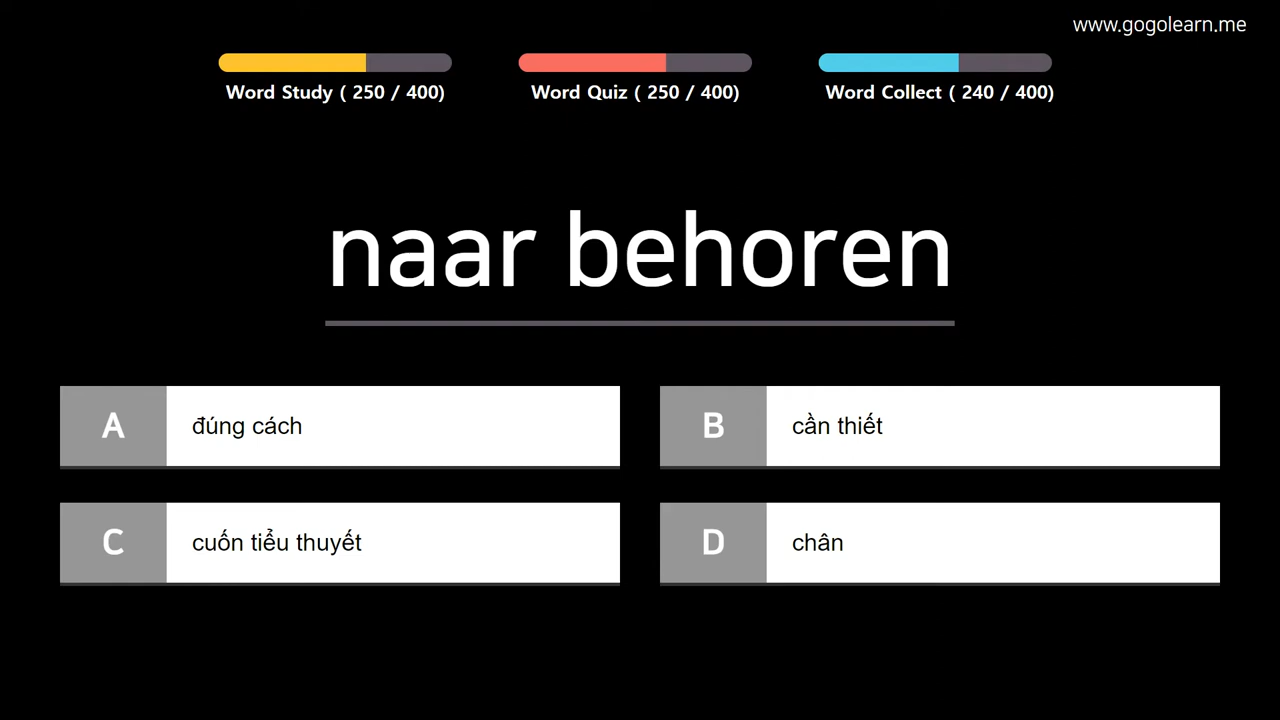 www.gogolearn.me
Word Study ( 250 / 400)
Word Quiz ( 250 / 400)
Word Collect ( 240 / 400)
naar behoren
A
đúng cách
B
cần thiết
C
cuốn tiểu thuyết
D
chân